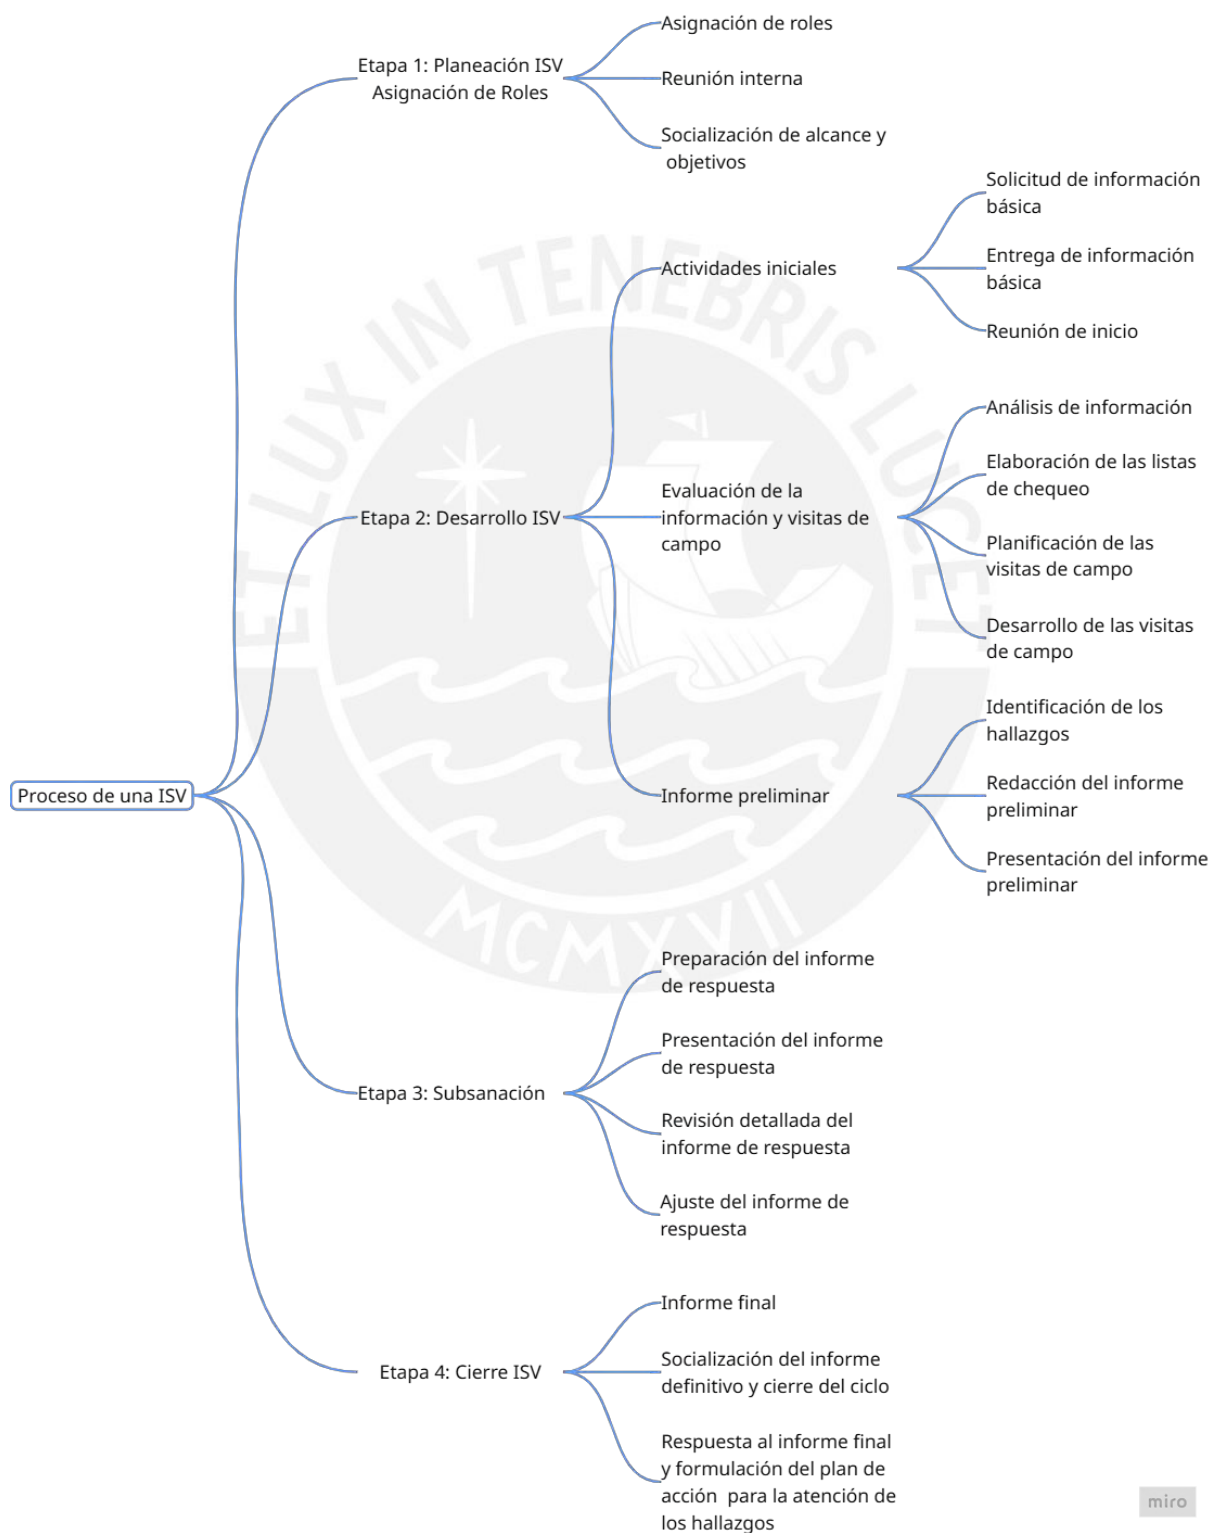 Proceso de una ISV
Etapa 1: Planeación ISV
Asignación de Roles
Asignación de roles
Reunión interna
Socialización de alcance y
objetivos
Etapa 2: Desarrollo ISV
Actividades iniciales
Solicitud de información
básica
Entrega de información
básica
Reunión de inicio
Evaluación de la
información y visitas de
campo
Análisis de información
Elaboración de las listas
de chequeo
Planificación de las
visitas de campo
Desarrollo de las visitas
de campo
Informe preliminar
Identificación de los
hallazgos
Redacción del informe
preliminar
Presentación del informe
preliminar
Etapa 3: Subsanación
Preparación del informe
de respuesta
Presentación del informe
de respuesta
Revisión detallada del
informe de respuesta
Ajuste del informe de
respuesta
Etapa 4: Cierre ISV
Informe final
Socialización del informe
definitivo y cierre del ciclo
Respuesta al informe final
y formulación del plan de
acción para la atención de
los hallazgos
ET LUX IN TENEBRIS LUCET
MCMXVII
miro